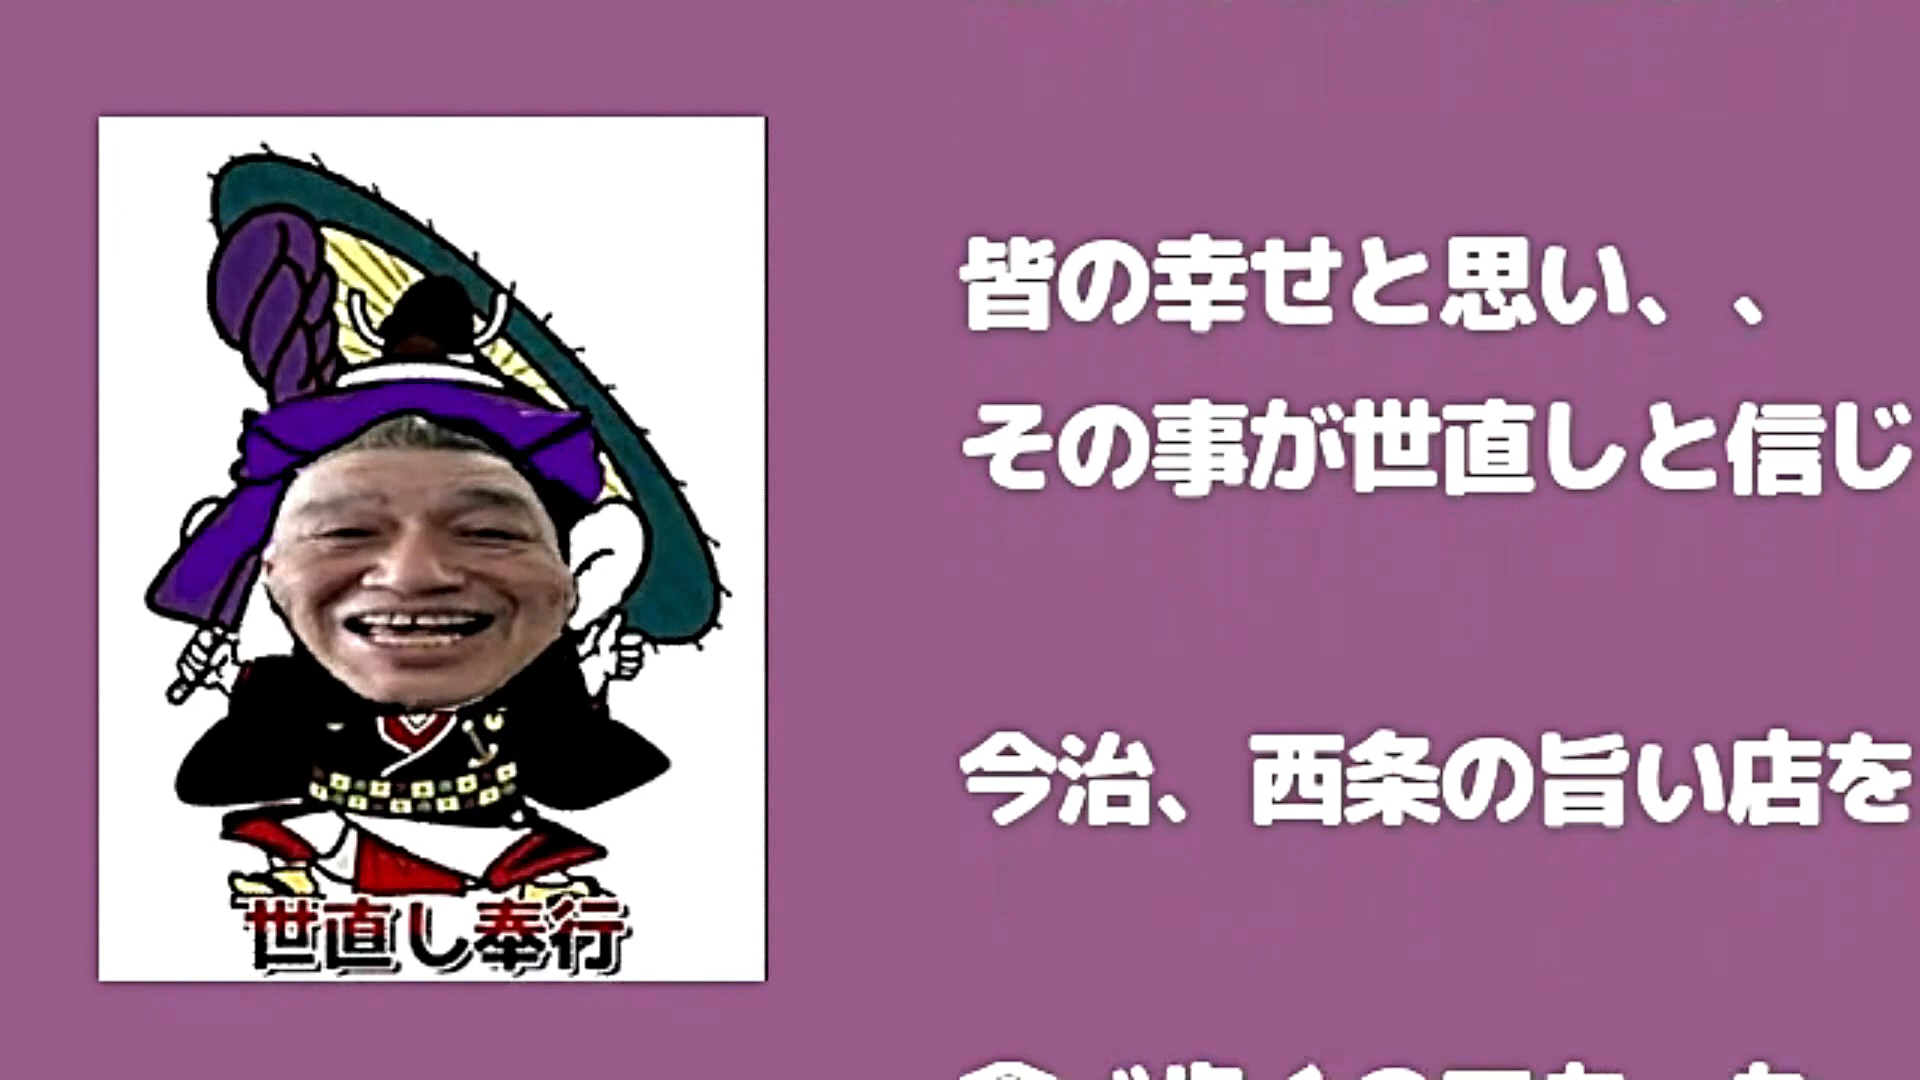 皆の幸せと思い、、
その事が世直しと信じ
今治、西条の旨い店を
世直し奉行